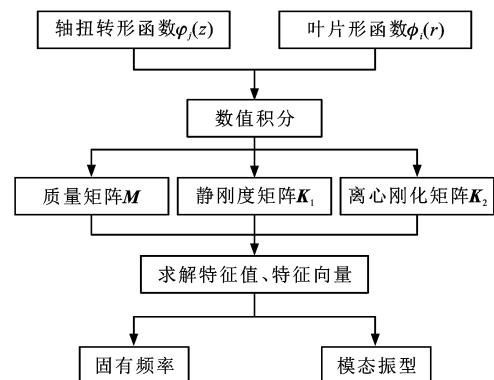 轴扭转形函数φj(z)
叶片形函数ϕi(r)
数值积分
质量矩阵M
静刚度矩阵K1
离心刚化矩阵K2
求解特征值、特征向量
固有频率
模态振型